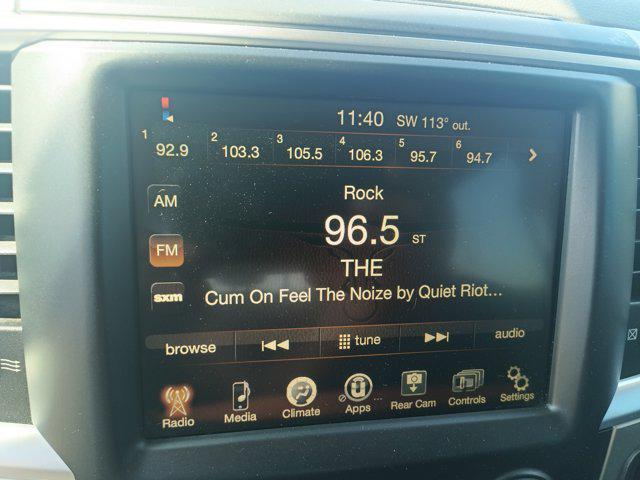 11:40 SW 113° out.
1 92.9 2 103.3 3 105.5 4 106.3 5 95.7 6 94.7
AM
Rock
96.5 ST
FM
THE
sxm
Cum On Feel The Noize by Quiet Riot...
browse tune audio
Radio Media Climate Apps Rear Cam Controls Settings